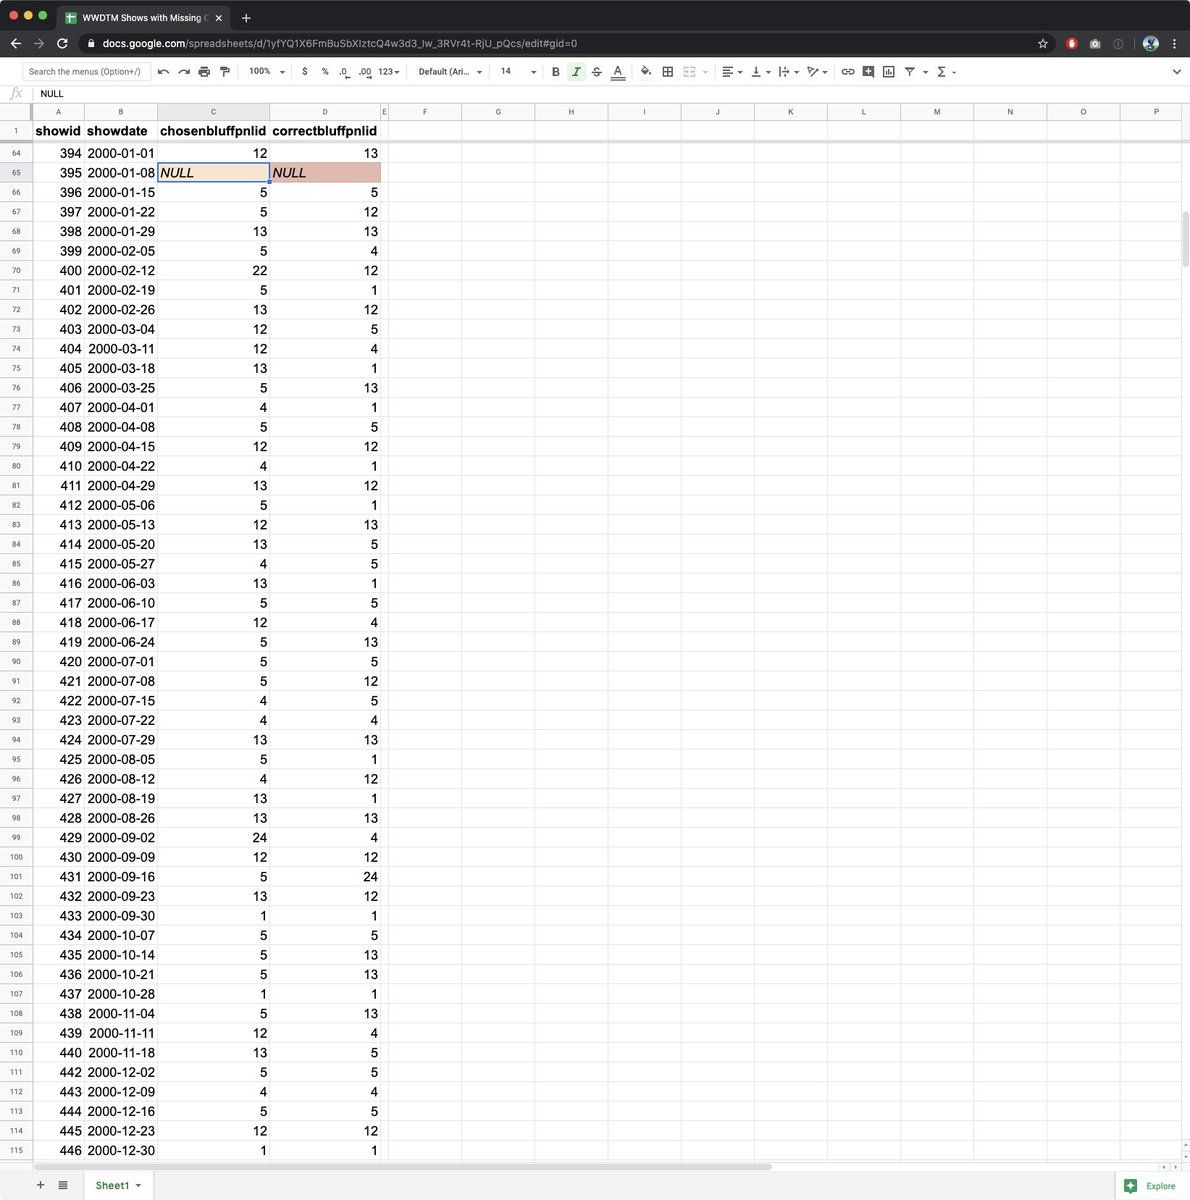 WWDTM Shows with Missing
docs.google.com/spreadsheets/d/1yfYQ1X6FmBuSbXIztcQ4w3d3_lw_3RVr4t-RjU_pQcs/edit#gid=0
Search the menus (Option+/) 100% $ % .0 .00 123 Default (Ari... 14 B I S A
fx NULL
A B C D E F G H I J K L M N O P
1 showid showdate chosenbluffpnlid correctbluffpnlid
64 394 2000-01-01 12 13
65 395 2000-01-08 NULL NULL
66 396 2000-01-15 5 5
67 397 2000-01-22 5 12
68 398 2000-01-29 13 13
69 399 2000-02-05 5 4
70 400 2000-02-12 22 12
71 401 2000-02-19 5 1
72 402 2000-02-26 13 12
73 403 2000-03-04 12 5
74 404 2000-03-11 12 4
75 405 2000-03-18 13 1
76 406 2000-03-25 5 13
77 407 2000-04-01 4 1
78 408 2000-04-08 5 5
79 409 2000-04-15 12 12
80 410 2000-04-22 4 1
81 411 2000-04-29 13 12
82 412 2000-05-06 5 1
83 413 2000-05-13 12 13
84 414 2000-05-20 13 5
85 415 2000-05-27 4 5
86 416 2000-06-03 13 1
87 417 2000-06-10 5 5
88 418 2000-06-17 12 4
89 419 2000-06-24 5 13
90 420 2000-07-01 5 5
91 421 2000-07-08 5 12
92 422 2000-07-15 4 5
93 423 2000-07-22 4 4
94 424 2000-07-29 13 13
95 425 2000-08-05 5 1
96 426 2000-08-12 4 12
97 427 2000-08-19 13 1
98 428 2000-08-26 13 13
99 429 2000-09-02 24 4
100 430 2000-09-09 12 12
101 431 2000-09-16 5 24
102 432 2000-09-23 13 12
103 433 2000-09-30 1 1
104 434 2000-10-07 5 5
105 435 2000-10-14 5 13
106 436 2000-10-21 5 13
107 437 2000-10-28 1 1
108 438 2000-11-04 5 13
109 439 2000-11-11 12 4
110 440 2000-11-18 13 5
111 442 2000-12-02 5 5
112 443 2000-12-09 4 4
113 444 2000-12-16 5 5
114 445 2000-12-23 12 12
115 446 2000-12-30 1 1
Sheet1 Explore